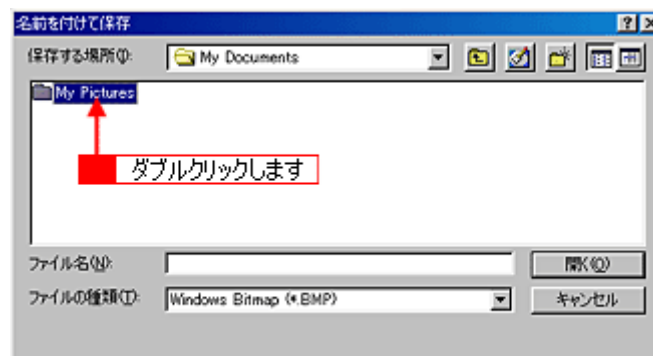 名前を付けて保存
保存する場所(I):
My Documents
My Pictures
ダブルクリックします
ファイル名(N):
開く(O)
ファイルの種類(T):
Windows Bitmap (*.BMP)
キャンセル